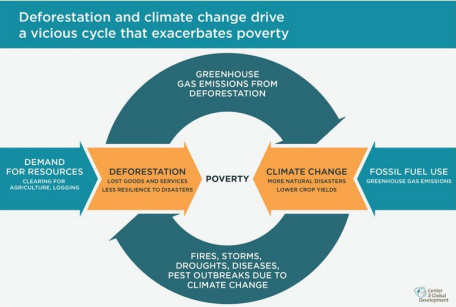 Deforestation and climate change drive
a vicious cycle that exacerbates poverty
GREENHOUSE
GAS EMISSIONS FROM
DEFORESTATION
DEMAND
FOR RESOURCES
CLEARING FOR
AGRICULTURE, LOGGING
DEFORESTATION
LOST GOODS AND SERVICES
LESS RESILIENCE TO DISASTERS
POVERTY
CLIMATE CHANGE
MORE NATURAL DISASTERS
LOWER CROP YIELDS
FOSSIL FUEL USE
GREENHOUSE GAS EMISSIONS
FIRES, STORMS,
DROUGHTS, DISEASES,
PEST OUTBREAKS DUE TO
CLIMATE CHANGE
Center
Global
Development